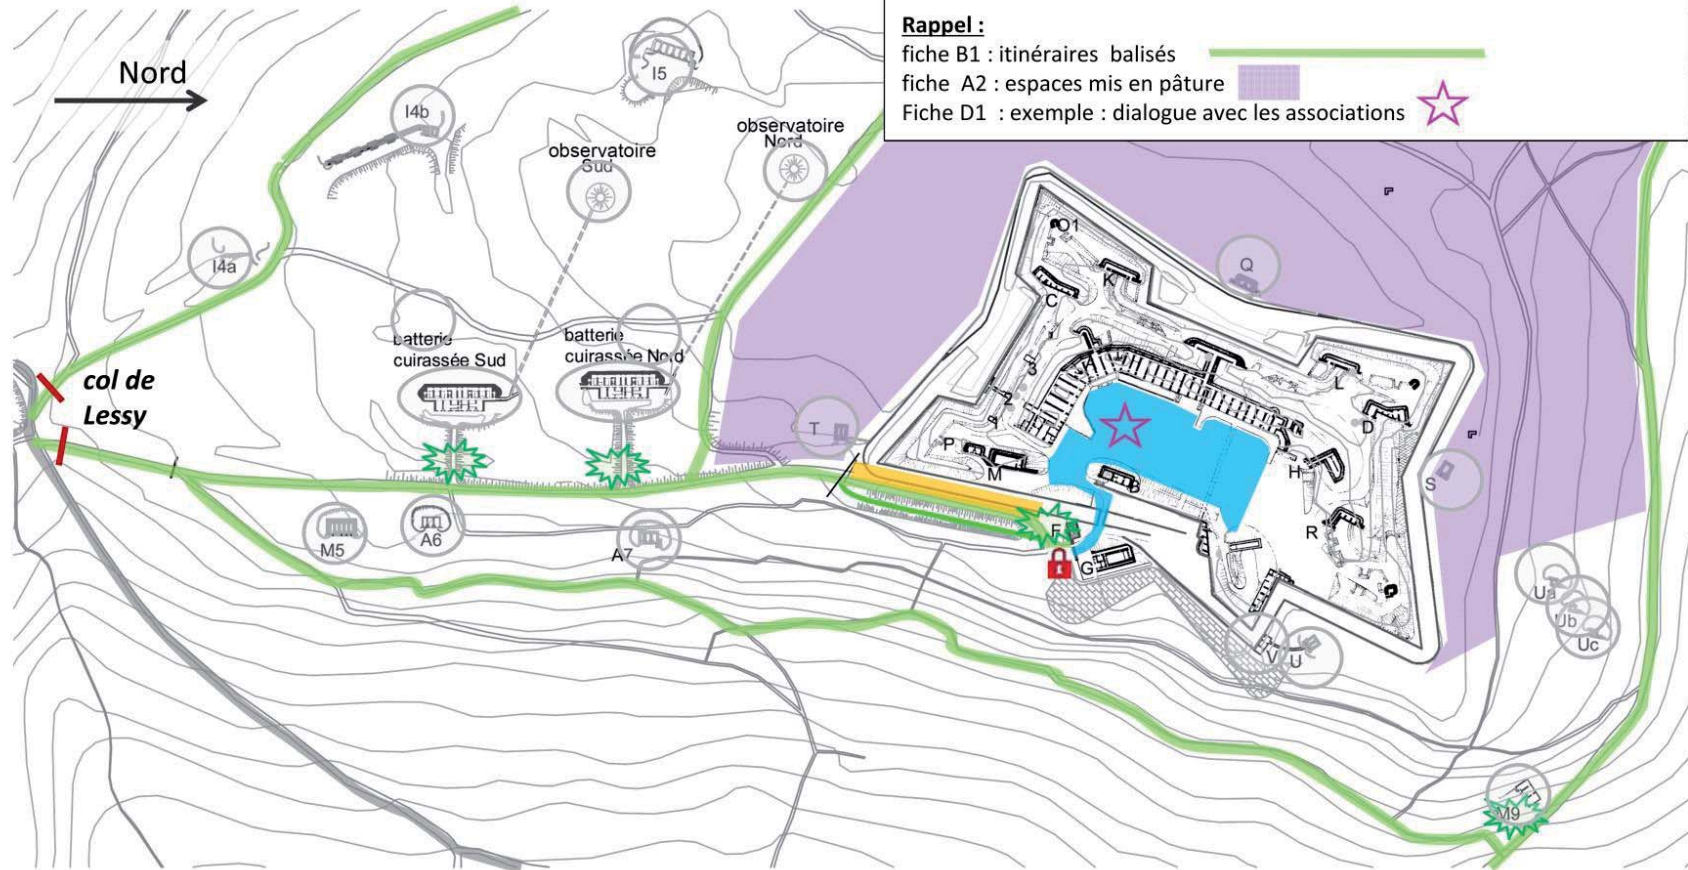 Rappel :
fiche B1 : itinéraires balisés
fiche A2 : espaces mis en pâture
Fiche D1 : exemple : dialogue avec les associations
Nord
I5
I4b
observatoire
Nord
observatoire
Sud
O1
I4a
Q
K
C
batterie
cuirassée Sud
batterie
cuirassée Nord
3
L
col de
Lessy
2
A
D
T
P
M
H
S
B
M5
A6
A7
F
R
G
Ua
Ub
Uc
V
U
M9